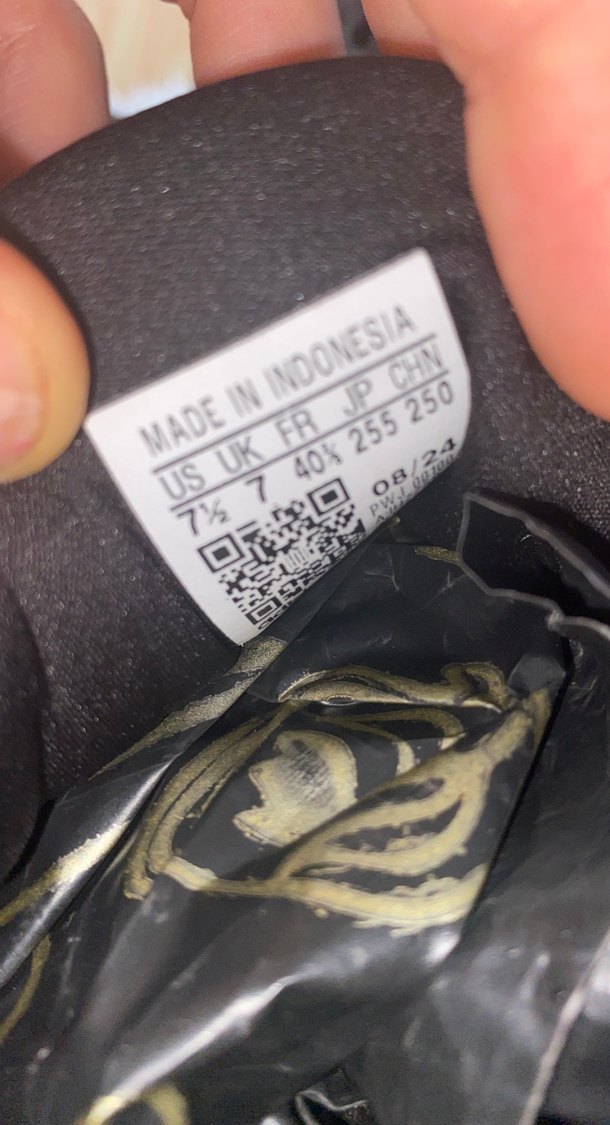 MADE IN INDONESIA
US UK FR JP CHN
7½ 7 40⅔ 255 250
08/24